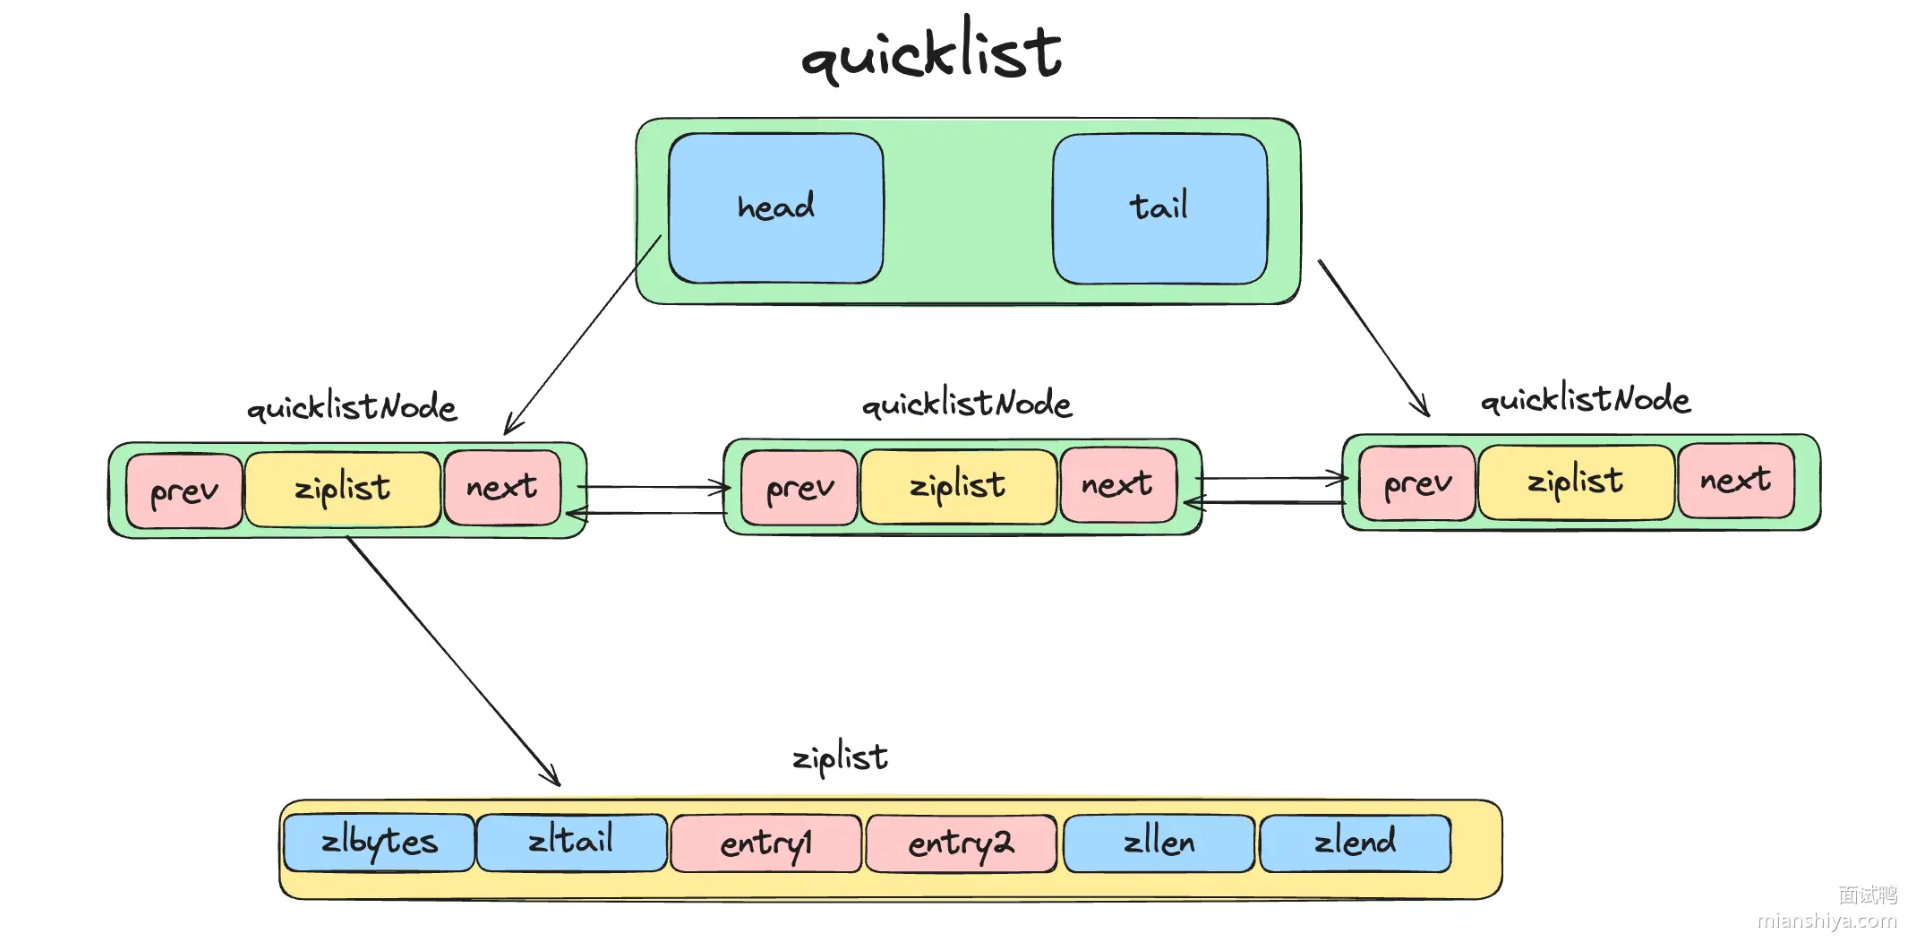 quicklist
head
tail
quicklistNode
quicklistNode
quicklistNode
prev
ziplist
next
prev
ziplist
next
prev
ziplist
next
ziplist
zlbytes
zltail
entry1
entry2
zllen
zlend
面试鸭
mianshiya.com